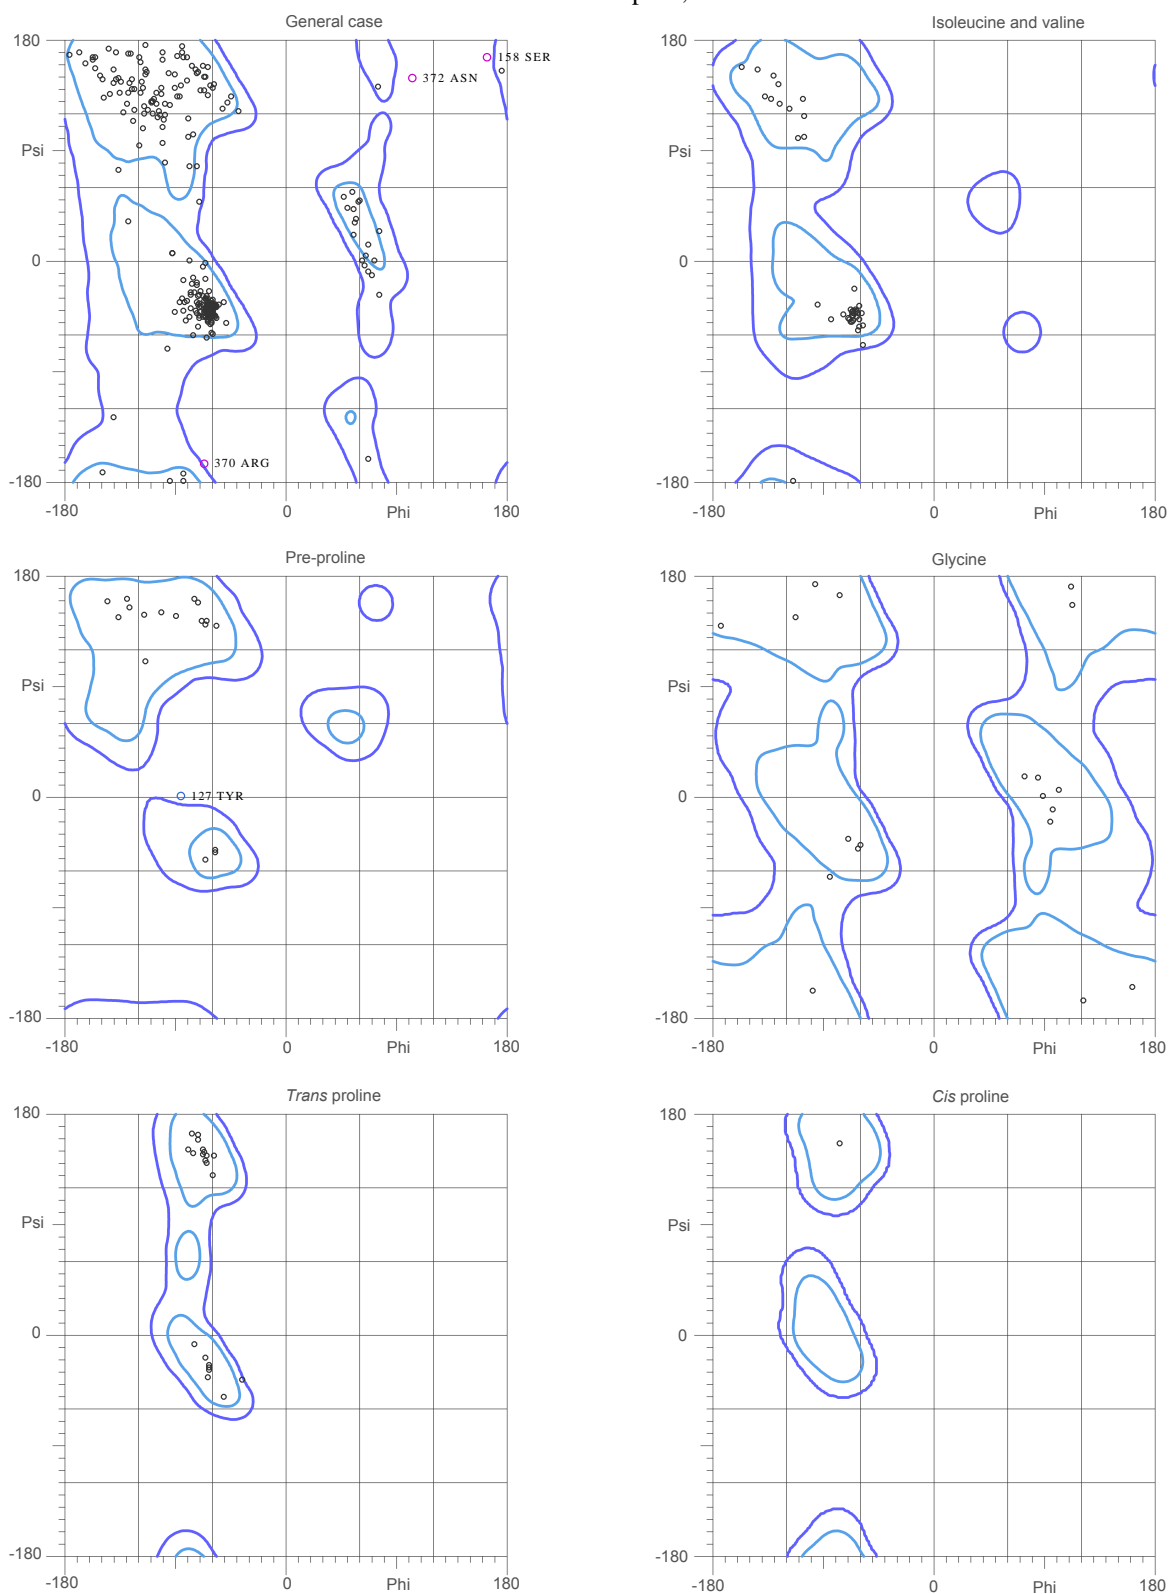 General case
Isoleucine and valine
180
158 SER
372 ASN
Psi
0
370 ARG
-180
-180
0
Phi
180
180
Psi
0
-180
-180
0
Phi
180
Pre-proline
Glycine
180
Psi
0
127 TYR
-180
-180
0
Phi
180
180
Psi
0
-180
-180
0
Phi
180
Trans proline
Cis proline
180
Psi
0
-180
-180
0
Phi
180
180
Psi
0
-180
-180
0
Phi
180